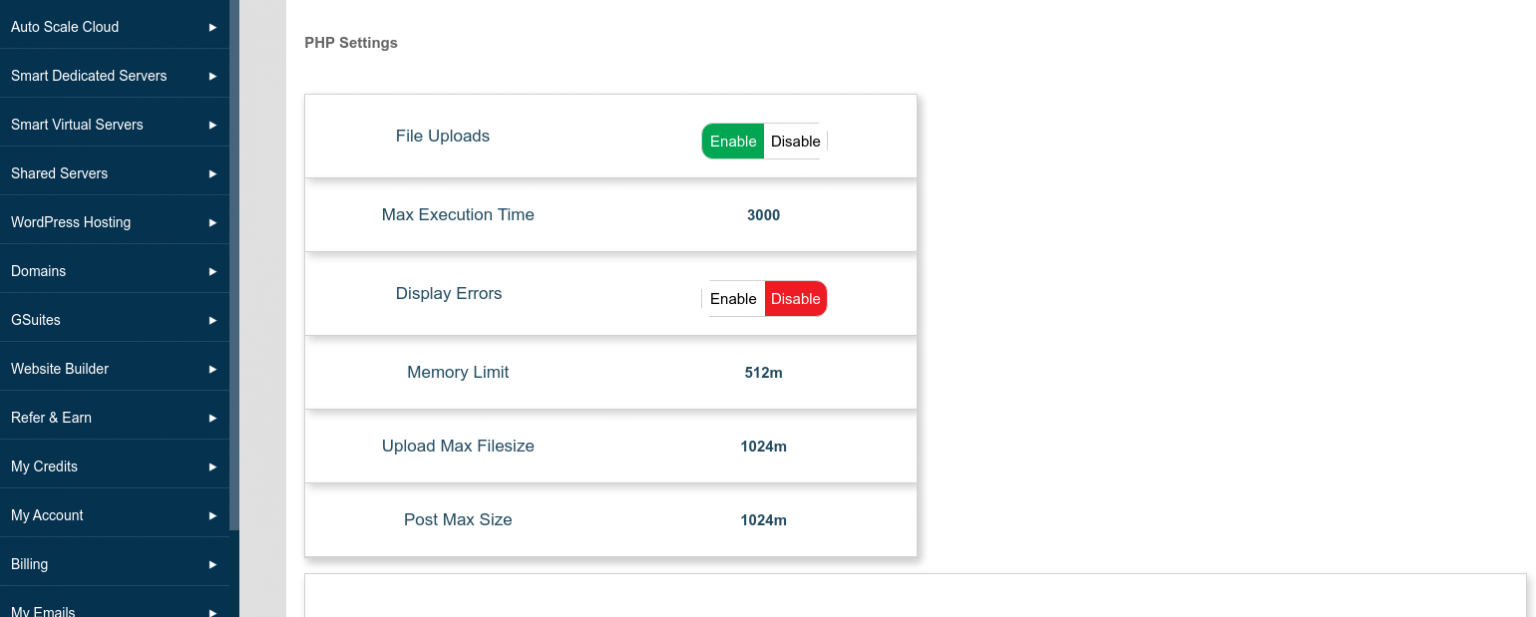 Auto Scale Cloud
Smart Dedicated Servers
Smart Virtual Servers
Shared Servers
WordPress Hosting
Domains
GSuites
Website Builder
Refer & Earn
My Credits
My Account
Billing
My Emails
PHP Settings
File Uploads Enable Disable
Max Execution Time 3000
Display Errors Enable Disable
Memory Limit 512m
Upload Max Filesize 1024m
Post Max Size 1024m